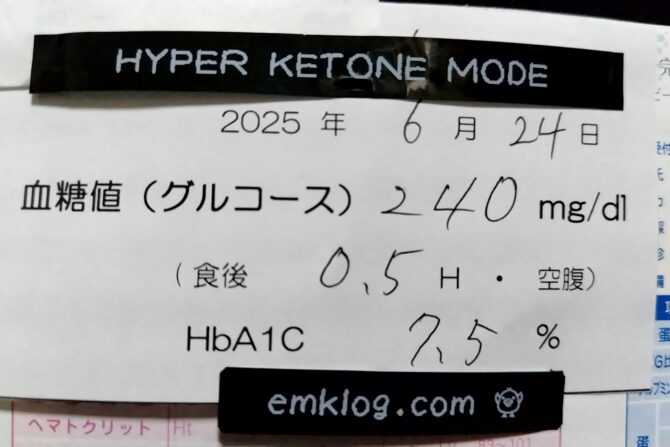 HYPER KETONE MODE
2025 年 6 月 24 日
血糖値(グルコース) 240 mg/dl
(食後 0.5 H ・ 空腹)
HbA1C 7.5 %
emklog.com
ヘマトクリット Ht